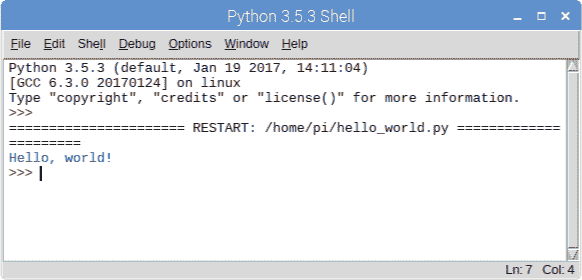 Python 3.5.3 Shell
File Edit Shell Debug Options Window Help
Python 3.5.3 (default, Jan 19 2017, 14:11:04)
[GCC 6.3.0 20170124] on linux
Type "copyright", "credits" or "license()" for more information.
>>>
====================== RESTART: /home/pi/hello_world.py =============
=========
Hello, world!
>>>
Ln: 7 Col: 4